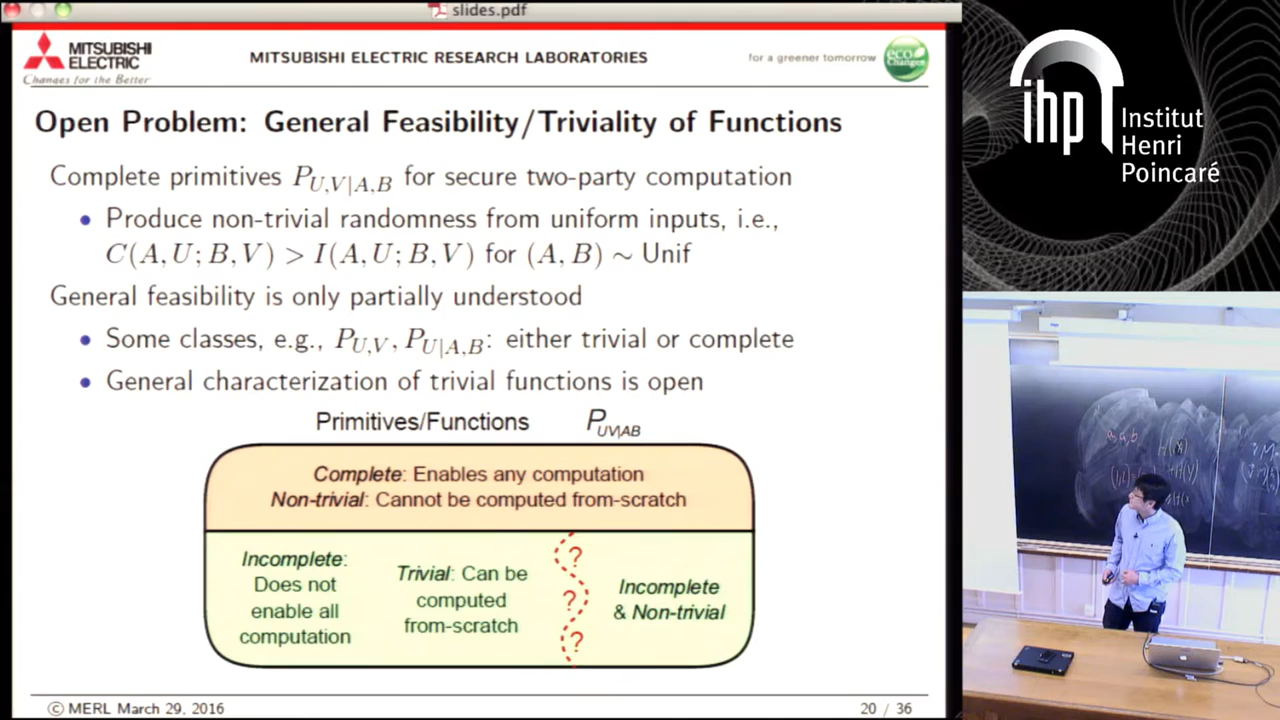 slides.pdf
MITSUBISHI ELECTRIC
Changes for the Better
MITSUBISHI ELECTRIC RESEARCH LABORATORIES
for a greener tomorrow
eco Changes
Open Problem: General Feasibility/Triviality of Functions
Complete primitives P_{U,V|A,B} for secure two-party computation
• Produce non-trivial randomness from uniform inputs, i.e.,
C(A, U; B, V) > I(A, U; B, V) for (A, B) ∼ Unif
General feasibility is only partially understood
• Some classes, e.g., P_{U,V}, P_{U|A,B}: either trivial or complete
• General characterization of trivial functions is open
Primitives/Functions P_{UV|AB}
Complete: Enables any computation
Non-trivial: Cannot be computed from-scratch
Incomplete:
Does not
enable all
computation
Trivial: Can be
computed
from-scratch
?
?
?
Incomplete
& Non-trivial
© MERL March 29, 2016
20 / 36
ihp
Institut
Henri
Poincaré